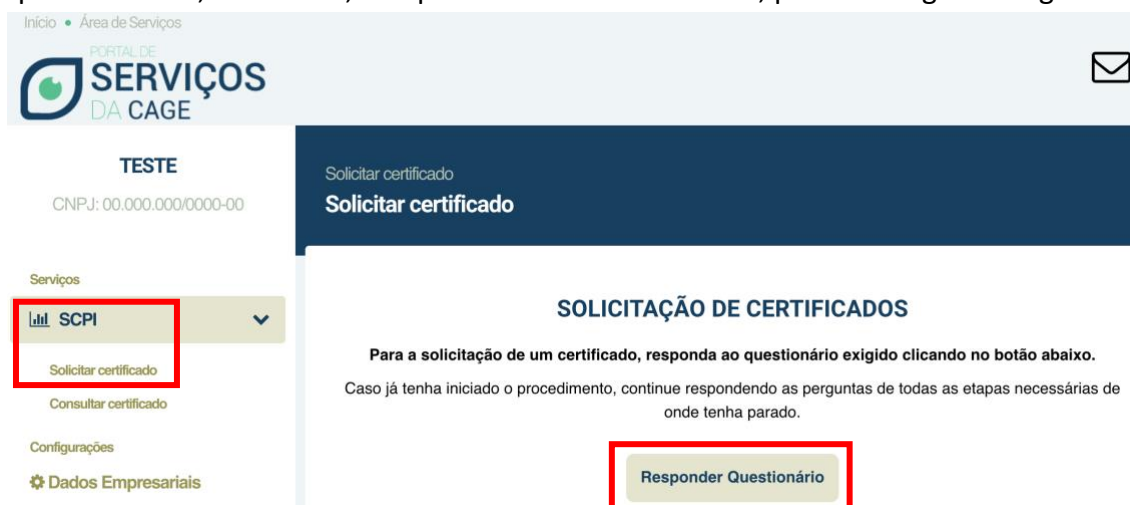 Início • Área de Serviços
PORTAL DE
SERVIÇOS
DA CAGE
TESTE
CNPJ: 00.000.000/0000-00
Serviços
SCPI
Solicitar certificado
Consultar certificado
Configurações
Dados Empresariais
Solicitar certificado
Solicitar certificado
SOLICITAÇÃO DE CERTIFICADOS
Para a solicitação de um certificado, responda ao questionário exigido clicando no botão abaixo.
Caso já tenha iniciado o procedimento, continue respondendo as perguntas de todas as etapas necessárias de
onde tenha parado.
Responder Questionário